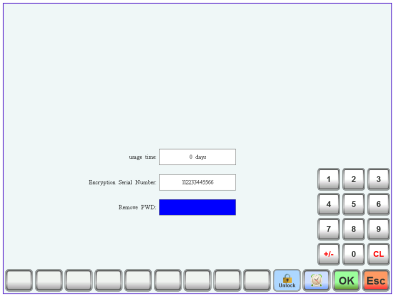 usage time:
0 days
Encryption Serial Number:
112233445566
Remove PWD:
1 2 3
4 5 6
7 8 9
+/- 0 CL
Unlock
OK
Esc